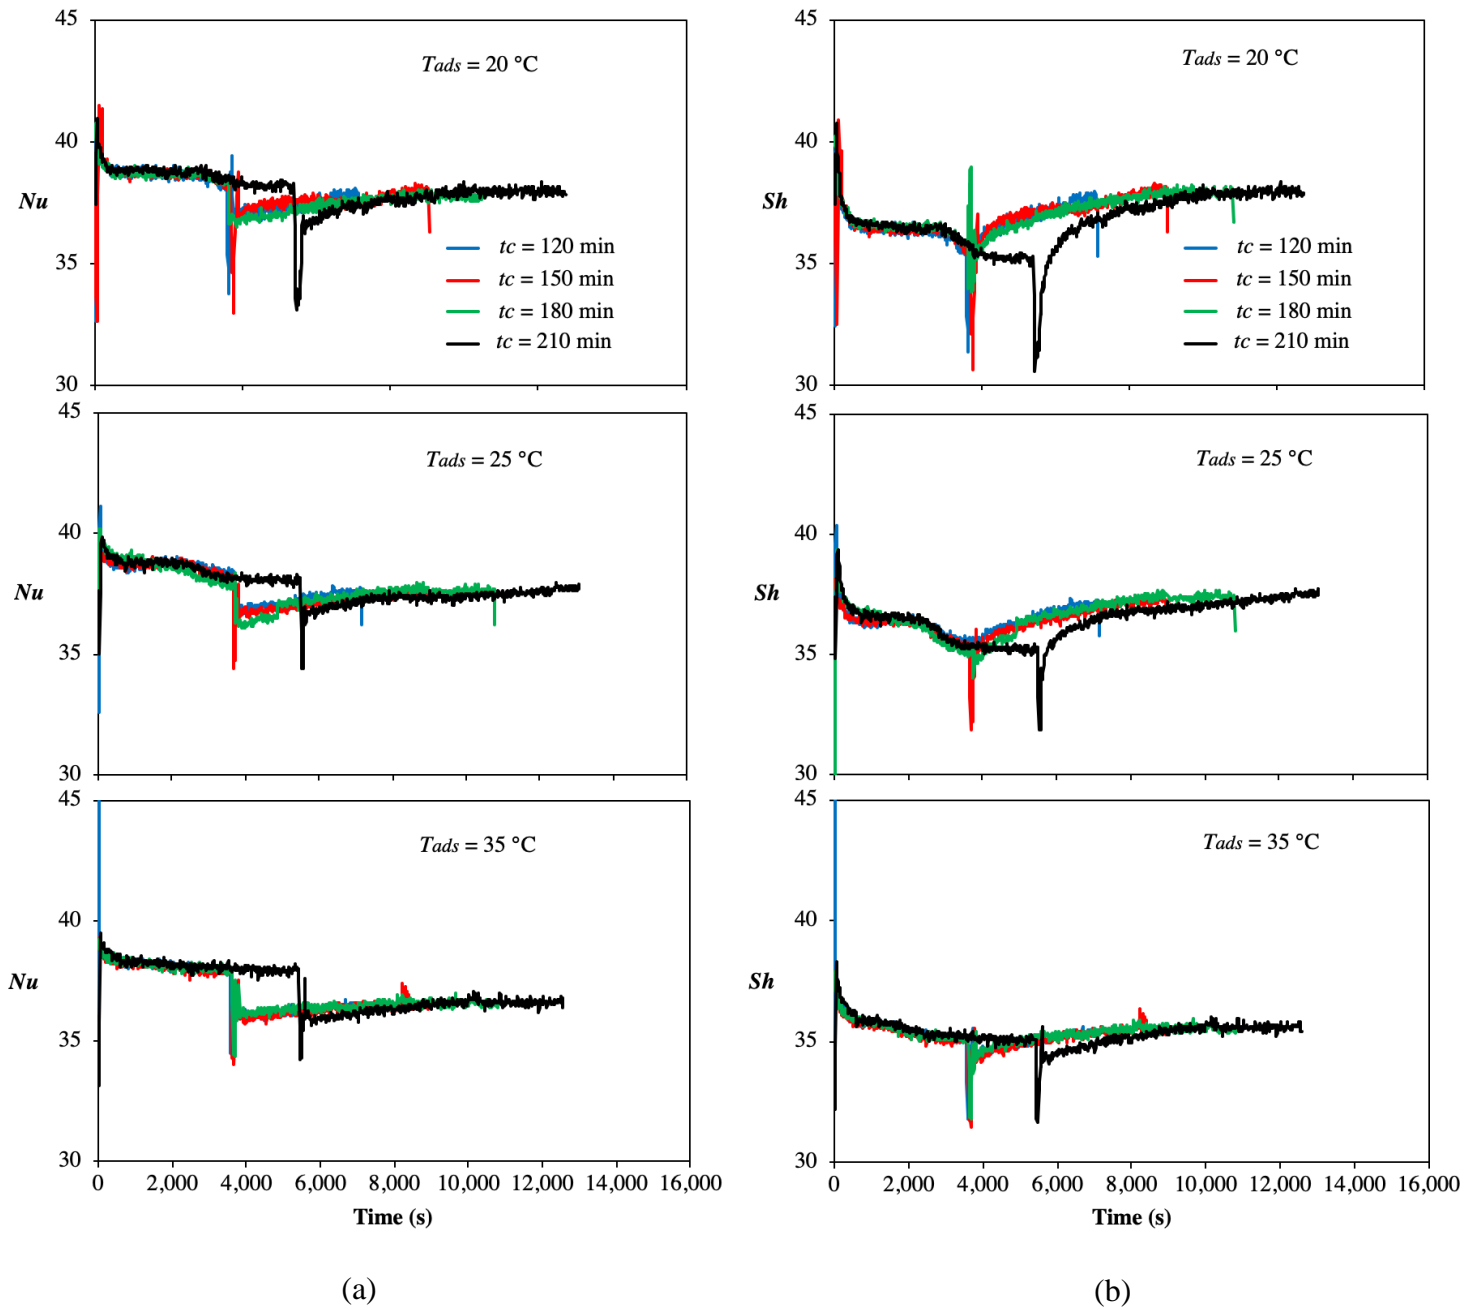 45
40
35
30
Nu
Tads = 20 °C
tc = 120 min
tc = 150 min
tc = 180 min
tc = 210 min
45
40
35
30
Sh
Tads = 20 °C
tc = 120 min
tc = 150 min
tc = 180 min
tc = 210 min
45
40
35
30
Nu
Tads = 25 °C
45
40
35
30
Sh
Tads = 25 °C
45
40
35
30
Nu
Tads = 35 °C
0 2,000 4,000 6,000 8,000 10,000 12,000 14,000 16,000
Time (s)
45
40
35
30
Sh
Tads = 35 °C
0 2,000 4,000 6,000 8,000 10,000 12,000 14,000 16,000
Time (s)
(a)
(b)